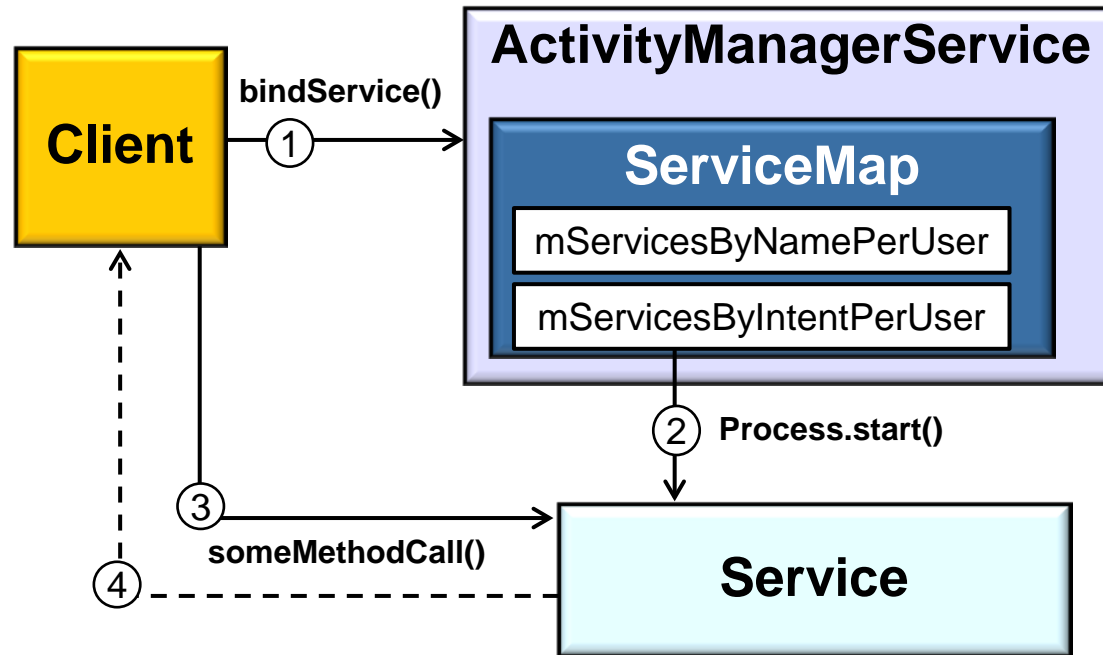 ActivityManagerService
bindService()
1
Client
ServiceMap
mServicesByNamePerUser
mServicesByIntentPerUser
2
Process.start()
3
someMethodCall()
4
Service